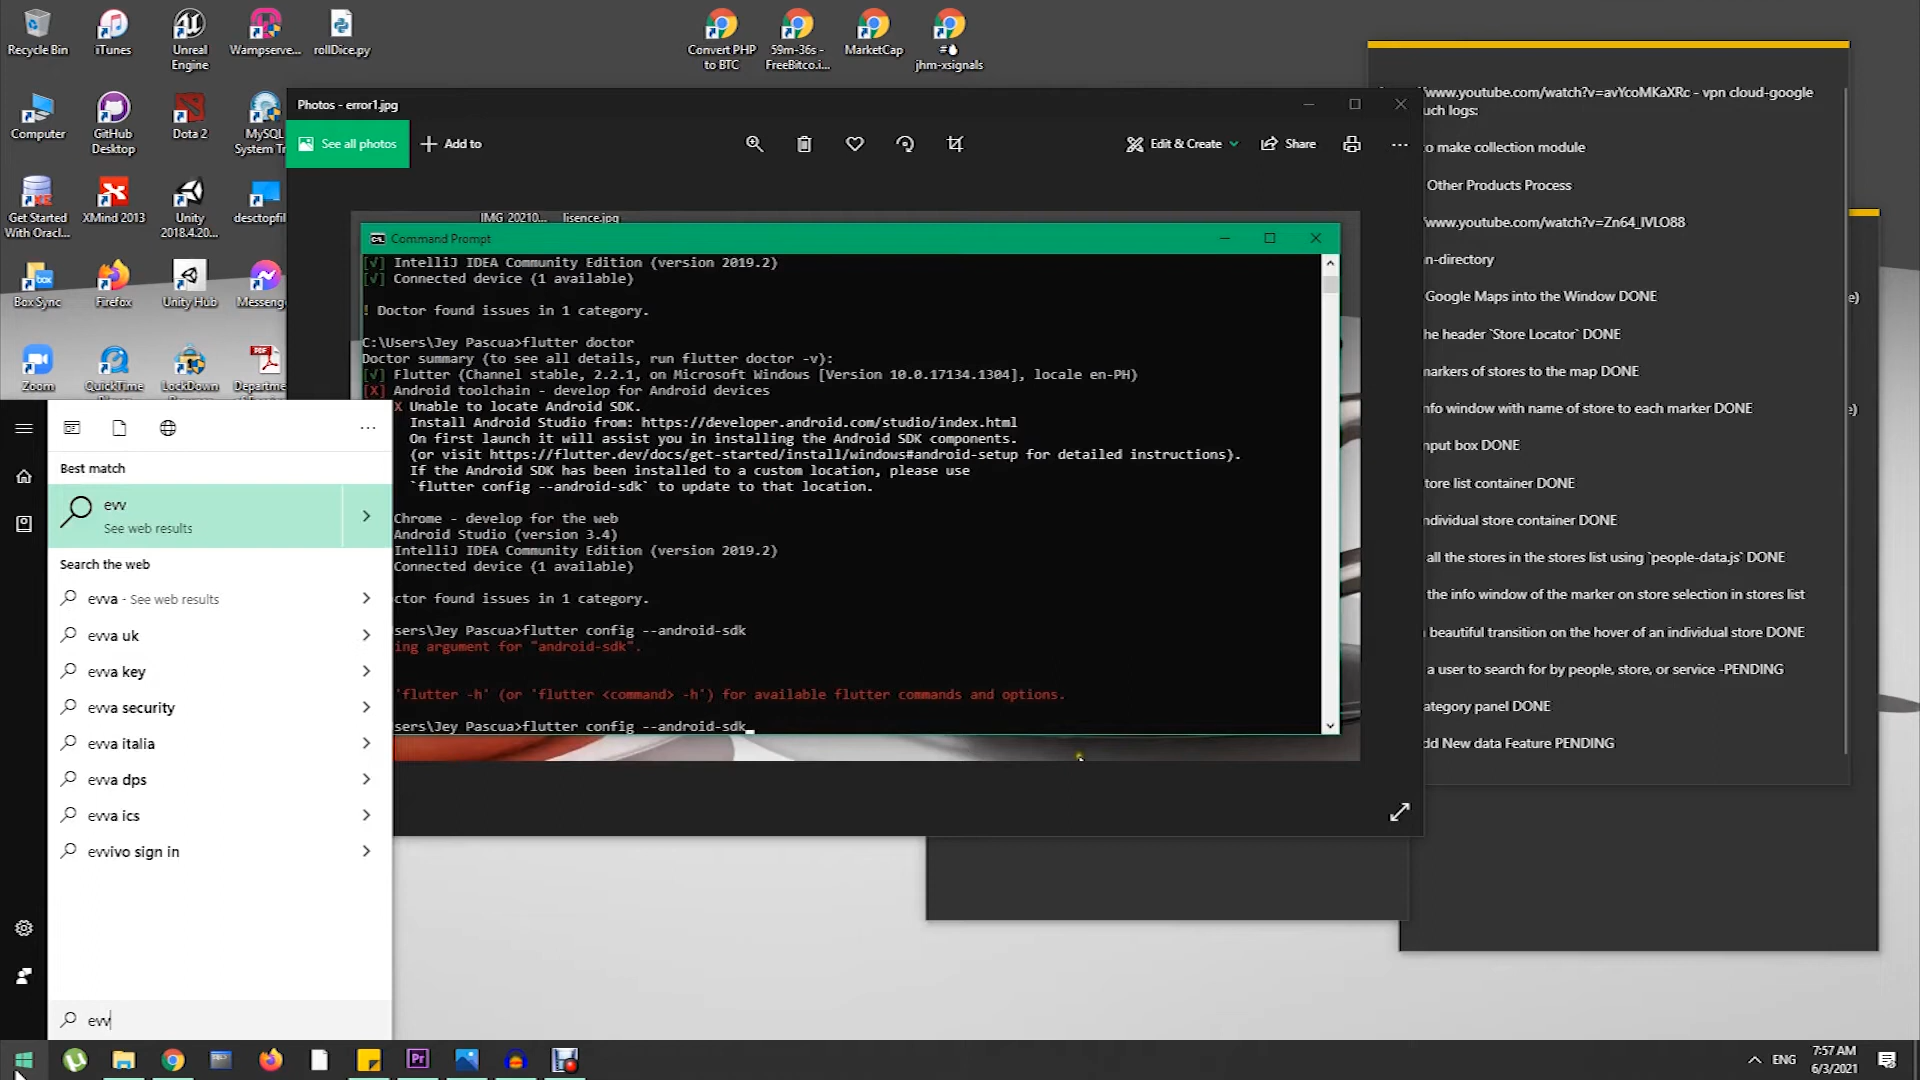 Recycle Bin
iTunes
Unreal
Engine
Wampserve...
rollDice.py
Convert PHP
to BTC
59m-36s -
FreeBitco.i...
MarketCap
jhm-xsignals
Computer
GitHub
Desktop
Dota 2
MySQL
System Tr
Get Started
With Oracl...
XMind 2013
Unity
2018.4.20...
desctopfil
Box Sync
Firefox
Unity Hub
Messeng
Zoom
QuickTime
LockDown
Departme
Photos - error1.jpg
See all photos
Add to
Edit & Create
Share
IMG_20210...
lisence.jpg
Command Prompt
[√] IntelliJ IDEA Community Edition (version 2019.2)
[√] Connected device (1 available)
! Doctor found issues in 1 category.
C:\Users\Jey Pascua>flutter doctor
Doctor summary (to see all details, run flutter doctor -v):
[√] Flutter (Channel stable, 2.2.1, on Microsoft Windows [Version 10.0.17134.1304], locale en-PH)
[X] Android toolchain - develop for Android devices
X Unable to locate Android SDK.
Install Android Studio from: https://developer.android.com/studio/index.html
On first launch it will assist you in installing the Android SDK components.
(or visit https://flutter.dev/docs/get-started/install/windows#android-setup for detailed instructions).
If the Android SDK has been installed to a custom location, please use
`flutter config --android-sdk` to update to that location.
Chrome - develop for the web
Android Studio (version 3.4)
IntelliJ IDEA Community Edition (version 2019.2)
Connected device (1 available)
ctor found issues in 1 category.
sers\Jey Pascua>flutter config --android-sdk
ing argument for "android-sdk".
'flutter -h' (or 'flutter <command> -h') for available flutter commands and options.
sers\Jey Pascua>flutter config --android-sdk
www.youtube.com/watch?v=avYcoMKaXRc - vpn cloud-google
uch logs:
to make collection module
Other Products Process
www.youtube.com/watch?v=Zn64_IVLO88
n-directory
Google Maps into the Window DONE
he header `Store Locator` DONE
markers of stores to the map DONE
nfo window with name of store to each marker DONE
nput box DONE
tore list container DONE
ndividual store container DONE
all the stores in the stores list using `people-data.js` DONE
the info window of the marker on store selection in stores list
beautiful transition on the hover of an individual store DONE
a user to search for by people, store, or service -PENDING
ategory panel DONE
dd New data Feature PENDING
e)
e)
Best match
evv
See web results
Search the web
evva - See web results
evva uk
evva key
evva security
evva italia
evva dps
evva ics
evvivo sign in
evv
Pr
ENG
7:57 AM
6/3/2021